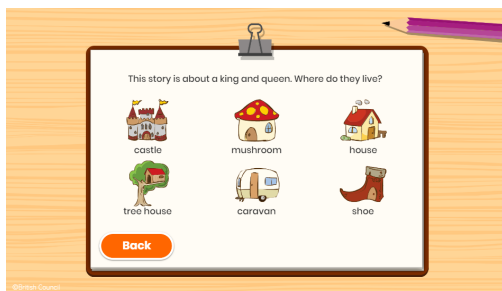 This story is about a king and queen. Where do they live?
castle mushroom house
tree house caravan shoe
Back
©British Council